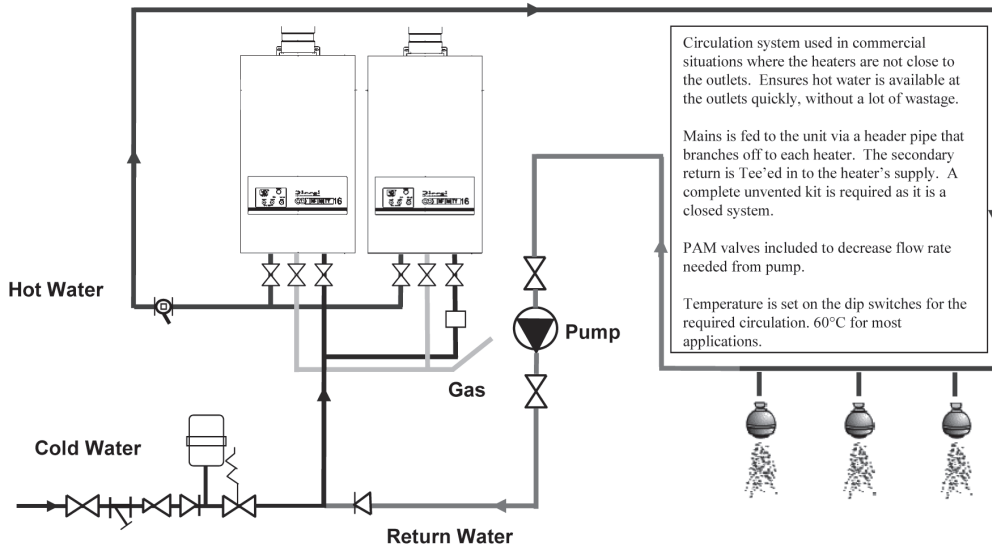 Circulation system used in commercial
situations where the heaters are not close to
the outlets.  Ensures hot water is available at
the outlets quickly, without a lot of wastage.
Mains is fed to the unit via a header pipe that
branches off to each heater.  The secondary
return is Tee'ed in to the heater's supply.  A
complete unvented kit is required as it is a
closed system.
PAM valves included to decrease flow rate
needed from pump.
Temperature is set on the dip switches for the
required circulation. 60°C for most
applications.
INFINITY 16
INFINITY 16
Hot Water
Pump
Gas
Cold Water
Return Water